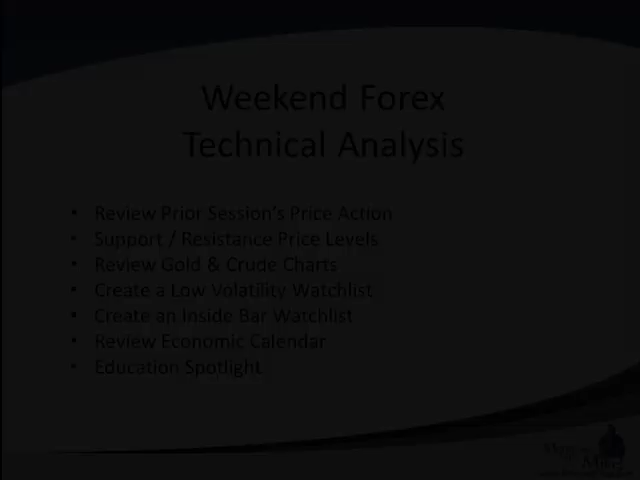 Weekend Forex
Technical Analysis
• Review Prior Session's Price Action
• Support / Resistance Price Levels
• Review Gold & Crude Charts
• Create a Low Volatility Watchlist
• Create an Inside Bar Watchlist
• Review Economic Calendar
• Education Spotlight